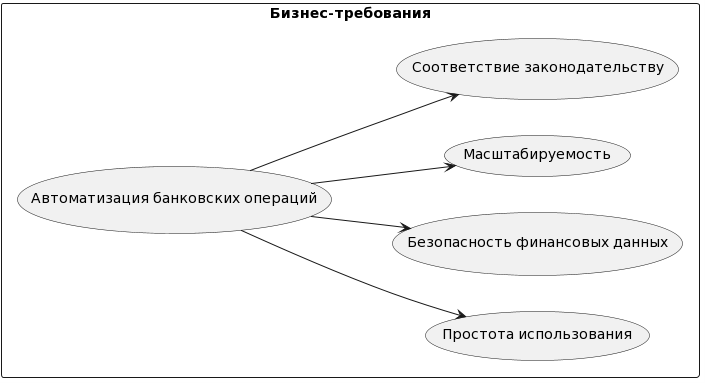 Бизнес-требования
Соответствие законодательству
Масштабируемость
Автоматизация банковских операций
Безопасность финансовых данных
Простота использования